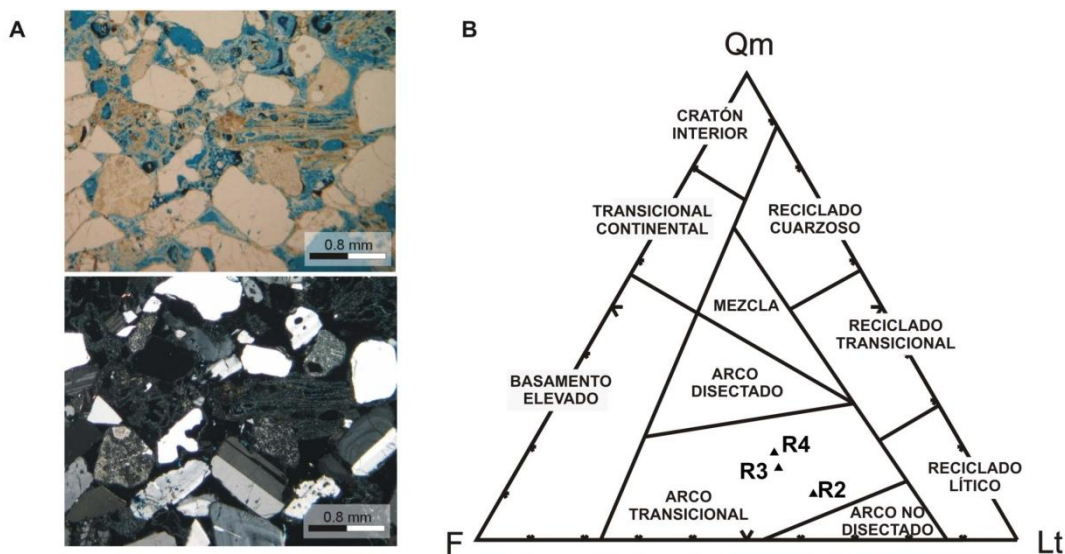 A
0.8 mm
0.8 mm
B
Qm
CRATÓN
INTERIOR
TRANSICIONAL
CONTINENTAL
RECICLADO
CUARZOSO
MEZCLA
RECICLADO
TRANSICIONAL
BASAMENTO
ELEVADO
ARCO
DISECTADO
R4
R3
R2
ARCO
TRANSICIONAL
ARCO NO
DISECTADO
RECICLADO
LÍTICO
F
Lt